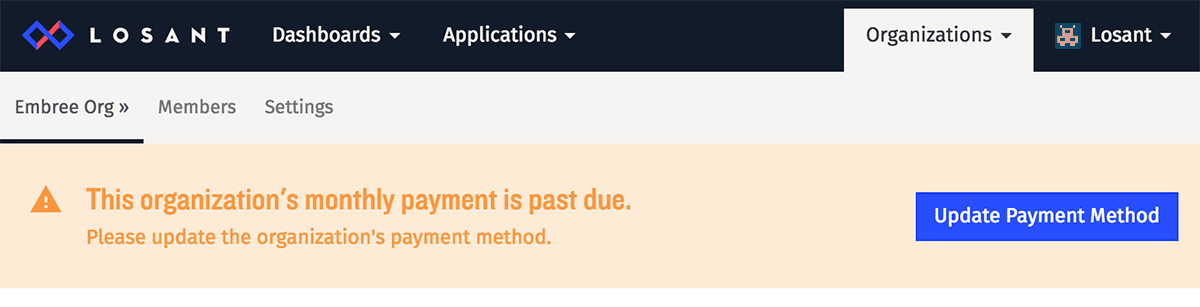 LOSANT Dashboards Applications Organizations Losant
Embree Org » Members Settings
This organization’s monthly payment is past due.
Please update the organization's payment method.
Update Payment Method